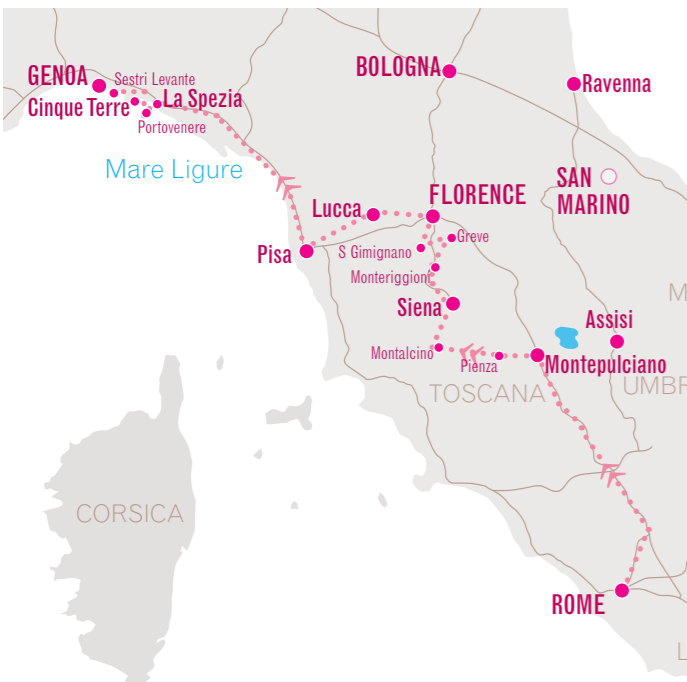 BOLOGNA
GENOA
Sestri Levante
Ravenna
Cinque Terre
La Spezia
Portovenere
Mare Ligure
SAN
MARINO
Lucca
FLORENCE
Pisa
S Gimignano
Greve
Monteriggioni
M
Siena
Assisi
Montalcino
Pienza
Montepulciano
TOSCANA
UMBR
CORSICA
ROME
L